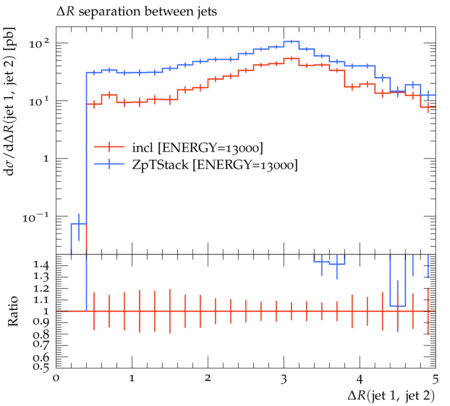 ΔR separation between jets
dσ/dΔR(jet 1, jet 2) [pb]
10²
10¹
1
10⁻¹
incl [ENERGY=13000]
ZpTStack [ENERGY=13000]
Ratio
1.4
1.3
1.2
1.1
1
0.9
0.8
0.7
0.6
0.5
0 1 2 3 4 5
ΔR(jet 1, jet 2)